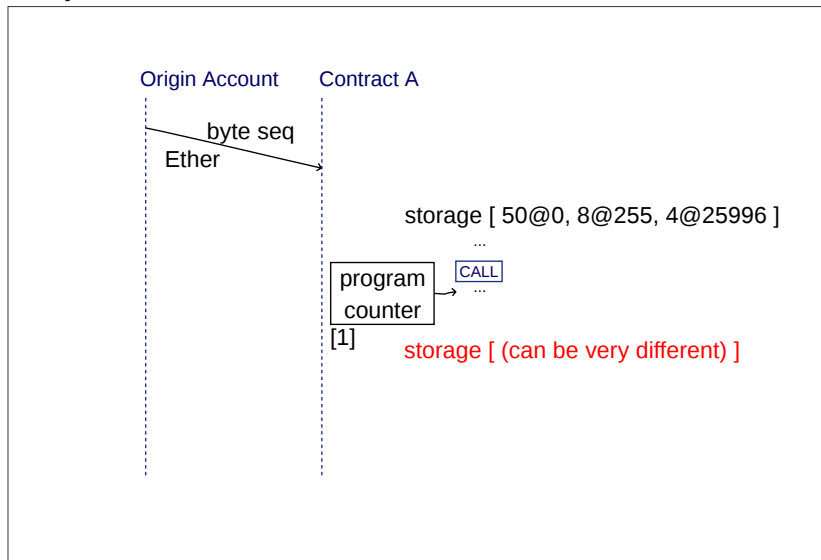 Origin Account
Contract A
byte seq
Ether
storage [ 50@0, 8@255, 4@25996 ]
...
CALL
...
program
counter
[1]
storage [ (can be very different) ]